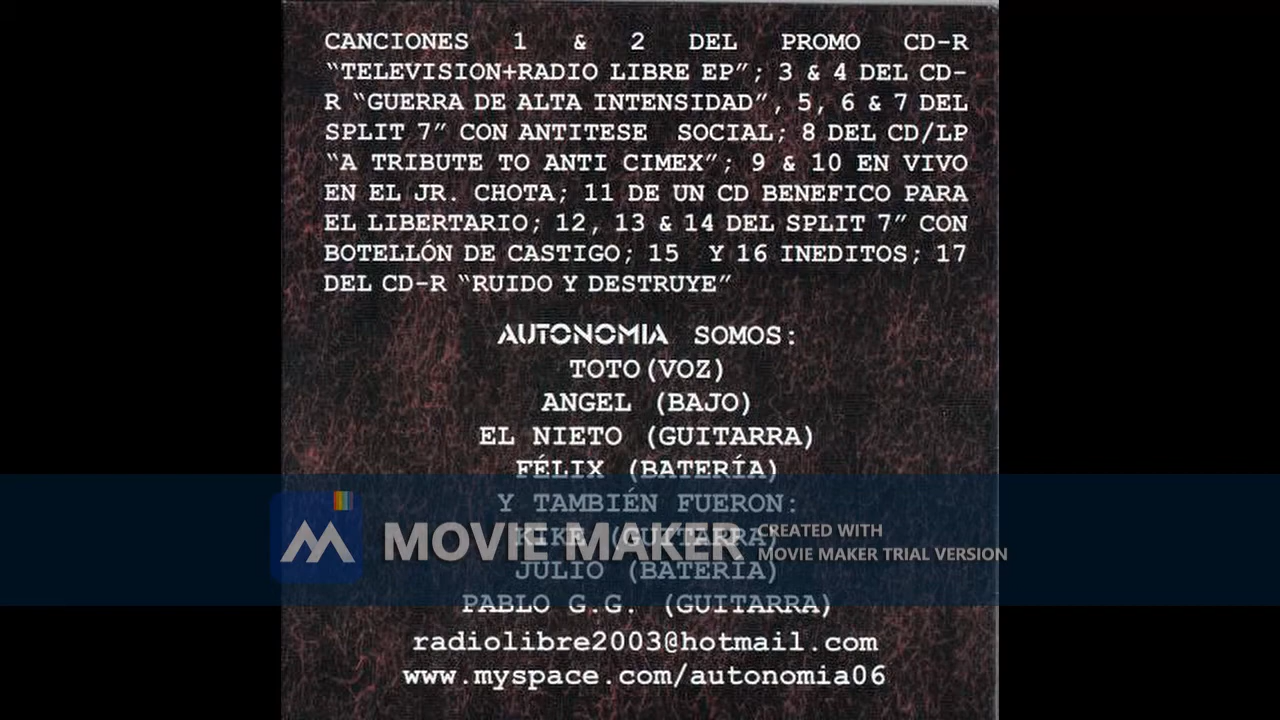 CANCIONES 1 & 2 DEL PROMO CD-R
“TELEVISION+RADIO LIBRE EP”; 3 & 4 DEL CD-
R “GUERRA DE ALTA INTENSIDAD”, 5, 6 & 7 DEL
SPLIT 7” CON ANTITESE SOCIAL; 8 DEL CD/LP
“A TRIBUTE TO ANTI CIMEX”; 9 & 10 EN VIVO
EN EL JR. CHOTA; 11 DE UN CD BENEFICO PARA
EL LIBERTARIO; 12, 13 & 14 DEL SPLIT 7” CON
BOTELLÓN DE CASTIGO; 15 Y 16 INEDITOS; 17
DEL CD-R “RUIDO Y DESTRUYE”
AUTONOMIA SOMOS:
TOTO(VOZ)
ANGEL (BAJO)
EL NIETO (GUITARRA)
FÉLIX (BATERÍA)
Y TAMBIÉN FUERON:
KIKE (GUITARRA)
JULIO (BATERÍA)
PABLO G.G. (GUITARRA)
radiolibre2003@hotmail.com
www.myspace.com/autonomia06
MOVIE MAKER
CREATED WITH
MOVIE MAKER TRIAL VERSION